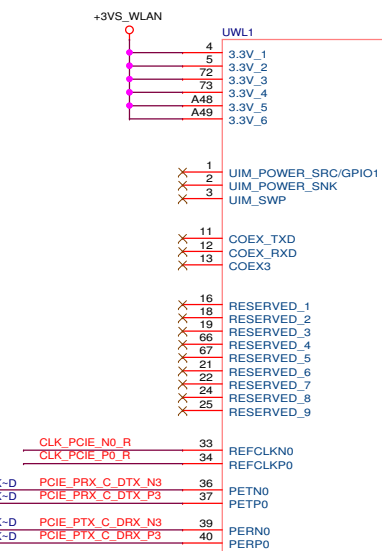 +3VS_WLAN
UWL1
4 3.3V_1
5 3.3V_2
72 3.3V_3
73 3.3V_4
A48 3.3V_5
A49 3.3V_6
1 UIM_POWER_SRC/GPIO1
2 UIM_POWER_SNK
3 UIM_SWP
11 COEX_TXD
12 COEX_RXD
13 COEX3
16 RESERVED_1
18 RESERVED_2
19 RESERVED_3
66 RESERVED_4
67 RESERVED_5
21 RESERVED_6
22 RESERVED_7
24 RESERVED_8
25 RESERVED_9
CLK_PCIE_N0_R 33 REFCLKN0
CLK_PCIE_P0_R 34 REFCLKP0
~D PCIE_PRX_C_DTX_N3 36 PETN0
~D PCIE_PRX_C_DTX_P3 37 PETP0
~D PCIE_PTX_C_DRX_N3 39 PERN0
~D PCIE_PTX_C_DRX_P3 40 PERP0